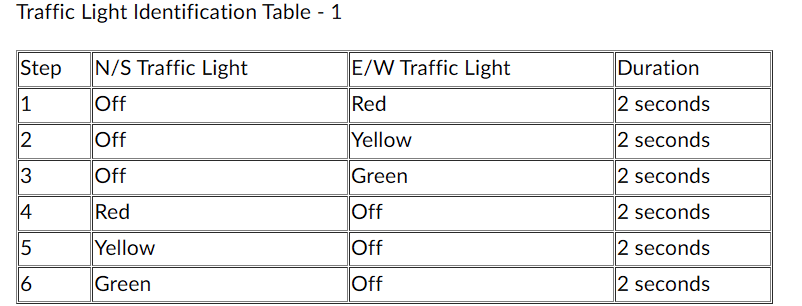 Traffic Light Identification Table - 1
Step N/S Traffic Light E/W Traffic Light Duration
1 Off Red 2 seconds
2 Off Yellow 2 seconds
3 Off Green 2 seconds
4 Red Off 2 seconds
5 Yellow Off 2 seconds
6 Green Off 2 seconds